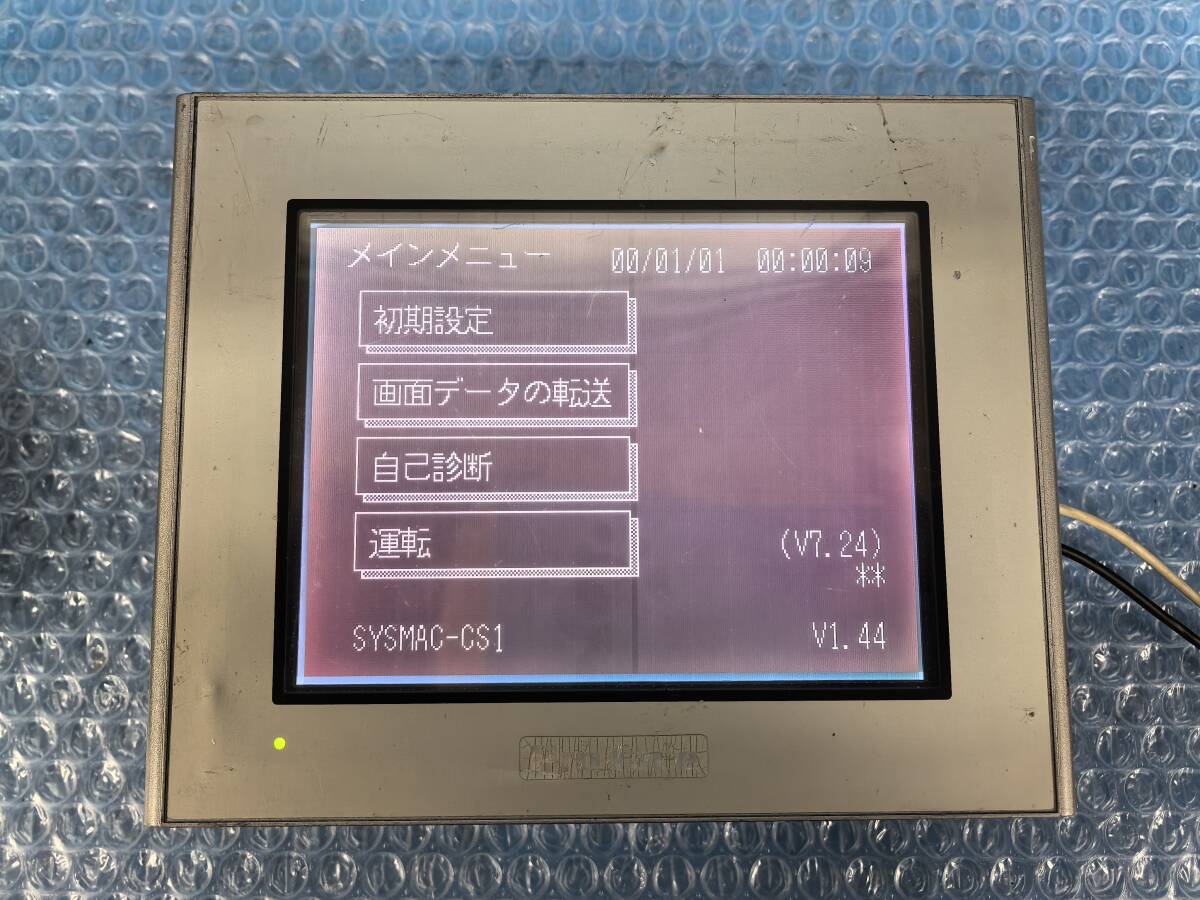 メインメニュー 00/01/01 00:00:09
初期設定
画面データの転送
自己診断
運転
(V7.24)
**
SYSMAC-CS1 V1.44